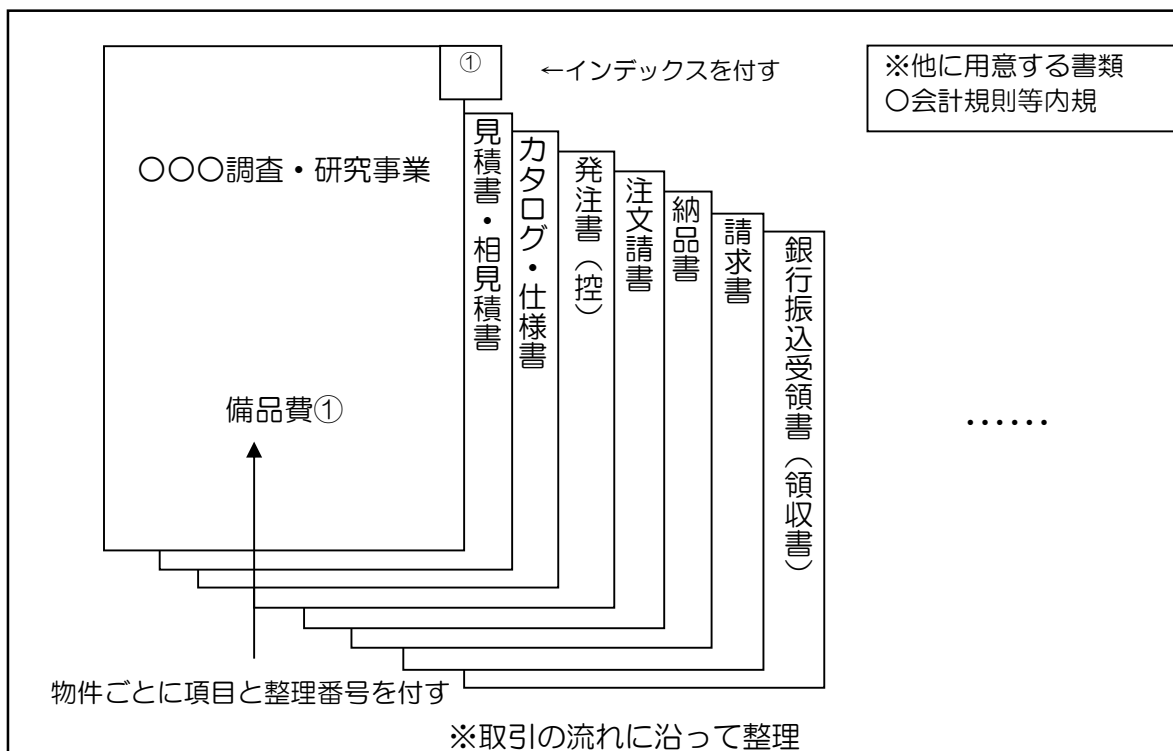 ①
←インデックスを付す
※他に用意する書類
〇会計規則等内規
〇〇〇調査・研究事業
備品費①
見積書・相見積書
カタログ・仕様書
発注書（控）
注文請書
納品書
請求書
銀行振込受領書（領収書）
‥‥‥
物件ごとに項目と整理番号を付す
※取引の流れに沿って整理